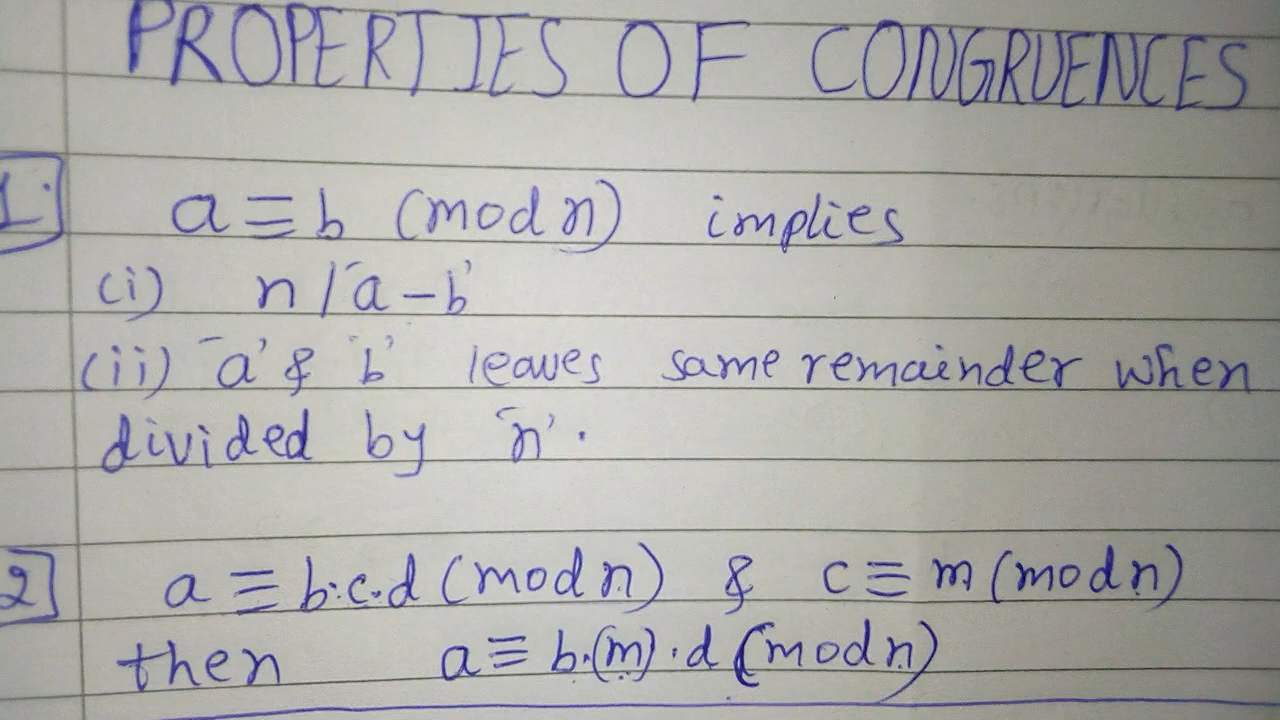 PROPERTIES OF CONGRUENCES
1. a ≡ b (mod n) implies
(i) n / 'a - b'
(ii) 'a' & 'b' leaves same remainder when
divided by 'n'.
2 a ≡ b.c.d (mod n) & c ≡ m (mod n)
then a ≡ b.(m).d (mod n)